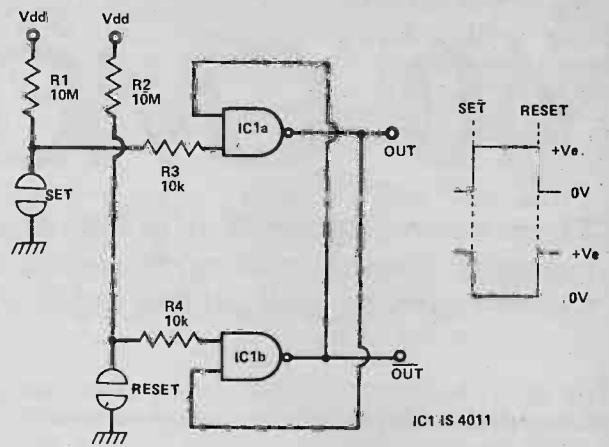 Vdd
Vdd
R1
10M
R2
10M
IC1a
R3
10k
SET
OUT
SET
RESET
+Ve.
0V
+Ve
0V
R4
10k
IC1b
RESET
OUT
IC1 IS 4011